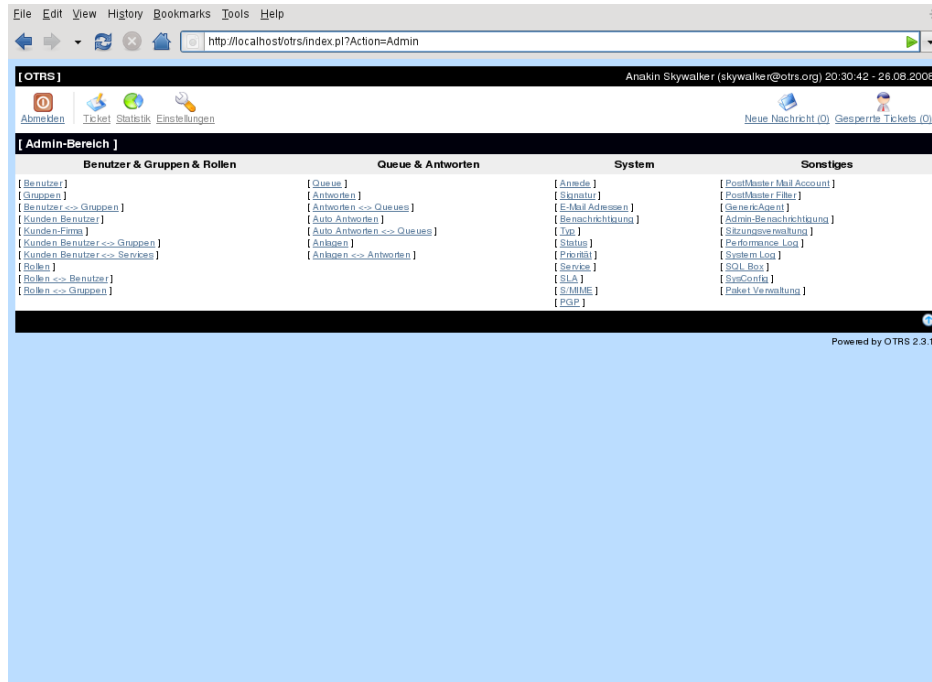 File Edit View History Bookmarks Tools Help
http://localhost/otrs/index.pl?Action=Admin
[ OTRS ] Anakin Skywalker (skywalker@otrs.org) 20:30:42 - 26.08.2008
Abmelden Ticket Statistik Einstellungen Neue Nachricht (0) Gesperrte Tickets (0)
[ Admin-Bereich ]
Benutzer & Gruppen & Rollen Queue & Antworten System Sonstiges
[ Benutzer ] [ Queue ] [ Anrede ] [ PostMaster Mail Account ]
[ Gruppen ] [ Antworten ] [ Signatur ] [ PostMaster Filter ]
[ Benutzer <-> Gruppen ] [ Antworten <-> Queues ] [ E-Mail Adressen ] [ GenericAgent ]
[ Kunden Benutzer ] [ Auto Antworten ] [ Benachrichtigung ] [ Admin-Benachrichtigung ]
[ Kunden-Firma ] [ Auto Antworten <-> Queues ] [ Typ ] [ Sitzungsverwaltung ]
[ Kunden Benutzer <-> Gruppen ] [ Anlagen ] [ Status ] [ Performance Log ]
[ Kunden Benutzer <-> Services ] [ Anlagen <-> Antworten ] [ Priorität ] [ System Log ]
[ Rollen ] [ Service ] [ SQL Box ]
[ Rollen <-> Benutzer ] [ SLA ] [ SysConfig ]
[ Rollen <-> Gruppen ] [ S/MIME ] [ Paket Verwaltung ]
[ PGP ]
Powered by OTRS 2.3.1